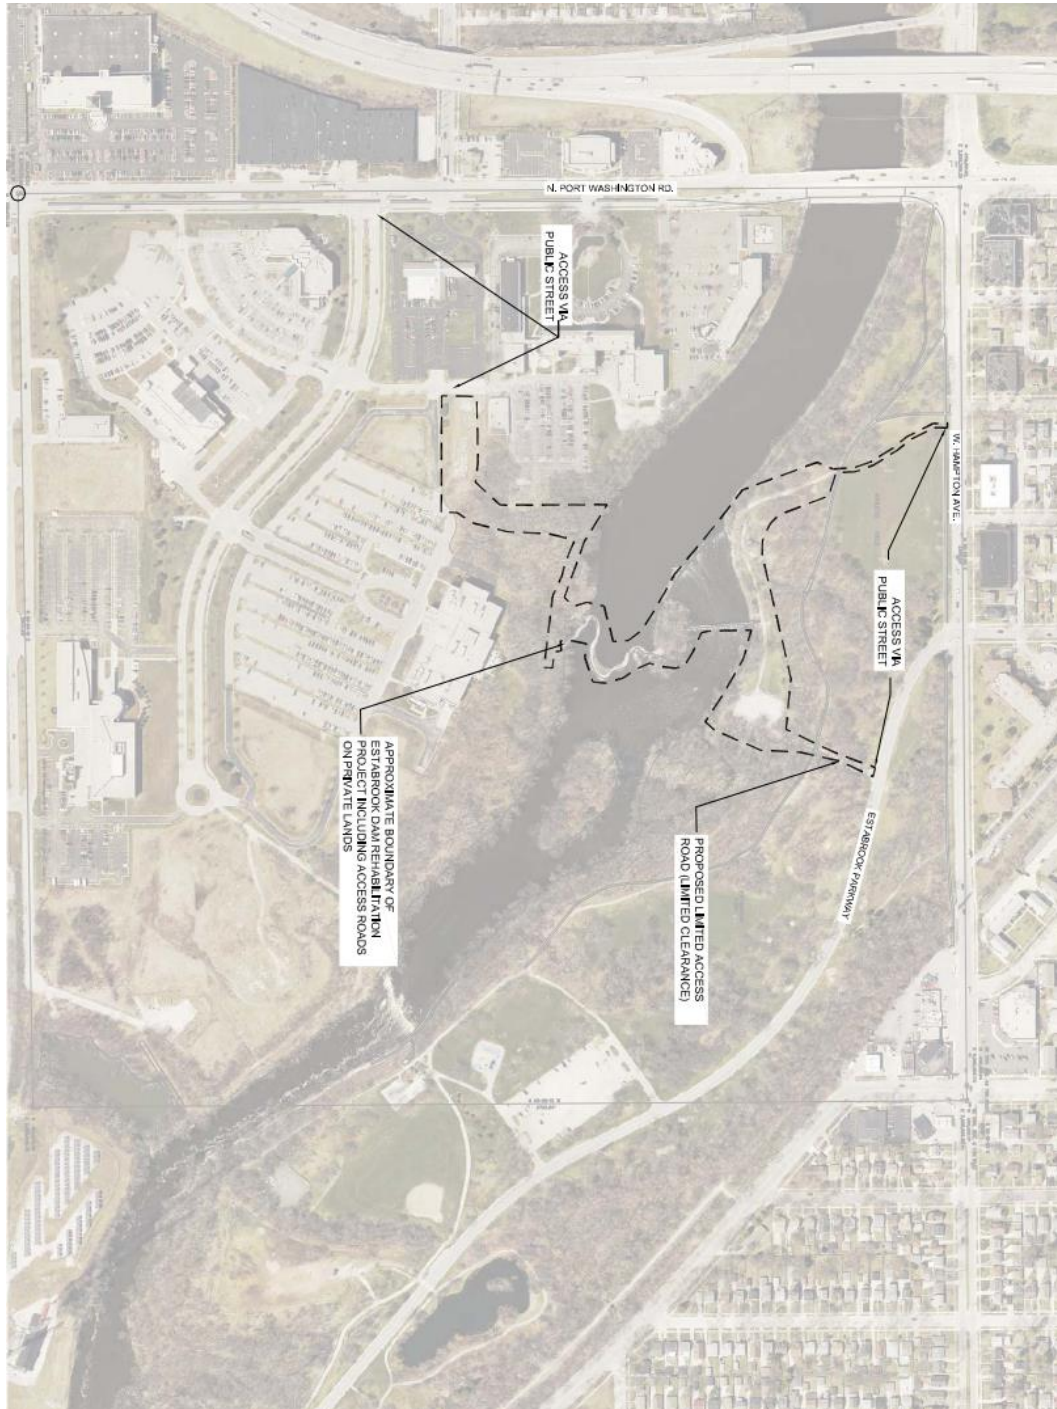 N. PORT WASHINGTON RD.
ACCESS VIA
PUBLIC STREET
W. HAMPTON AVE.
ACCESS VIA
PUBLIC STREET
ESTABROOK PARKWAY
PROPOSED LIMITED ACCESS
ROAD (LIMITED CLEARANCE)
APPROXIMATE BOUNDARY OF
ESTABROOK DAM REHABILITATION
PROJECT INCLUDING ACCESS ROADS
ON PRIVATE LANDS